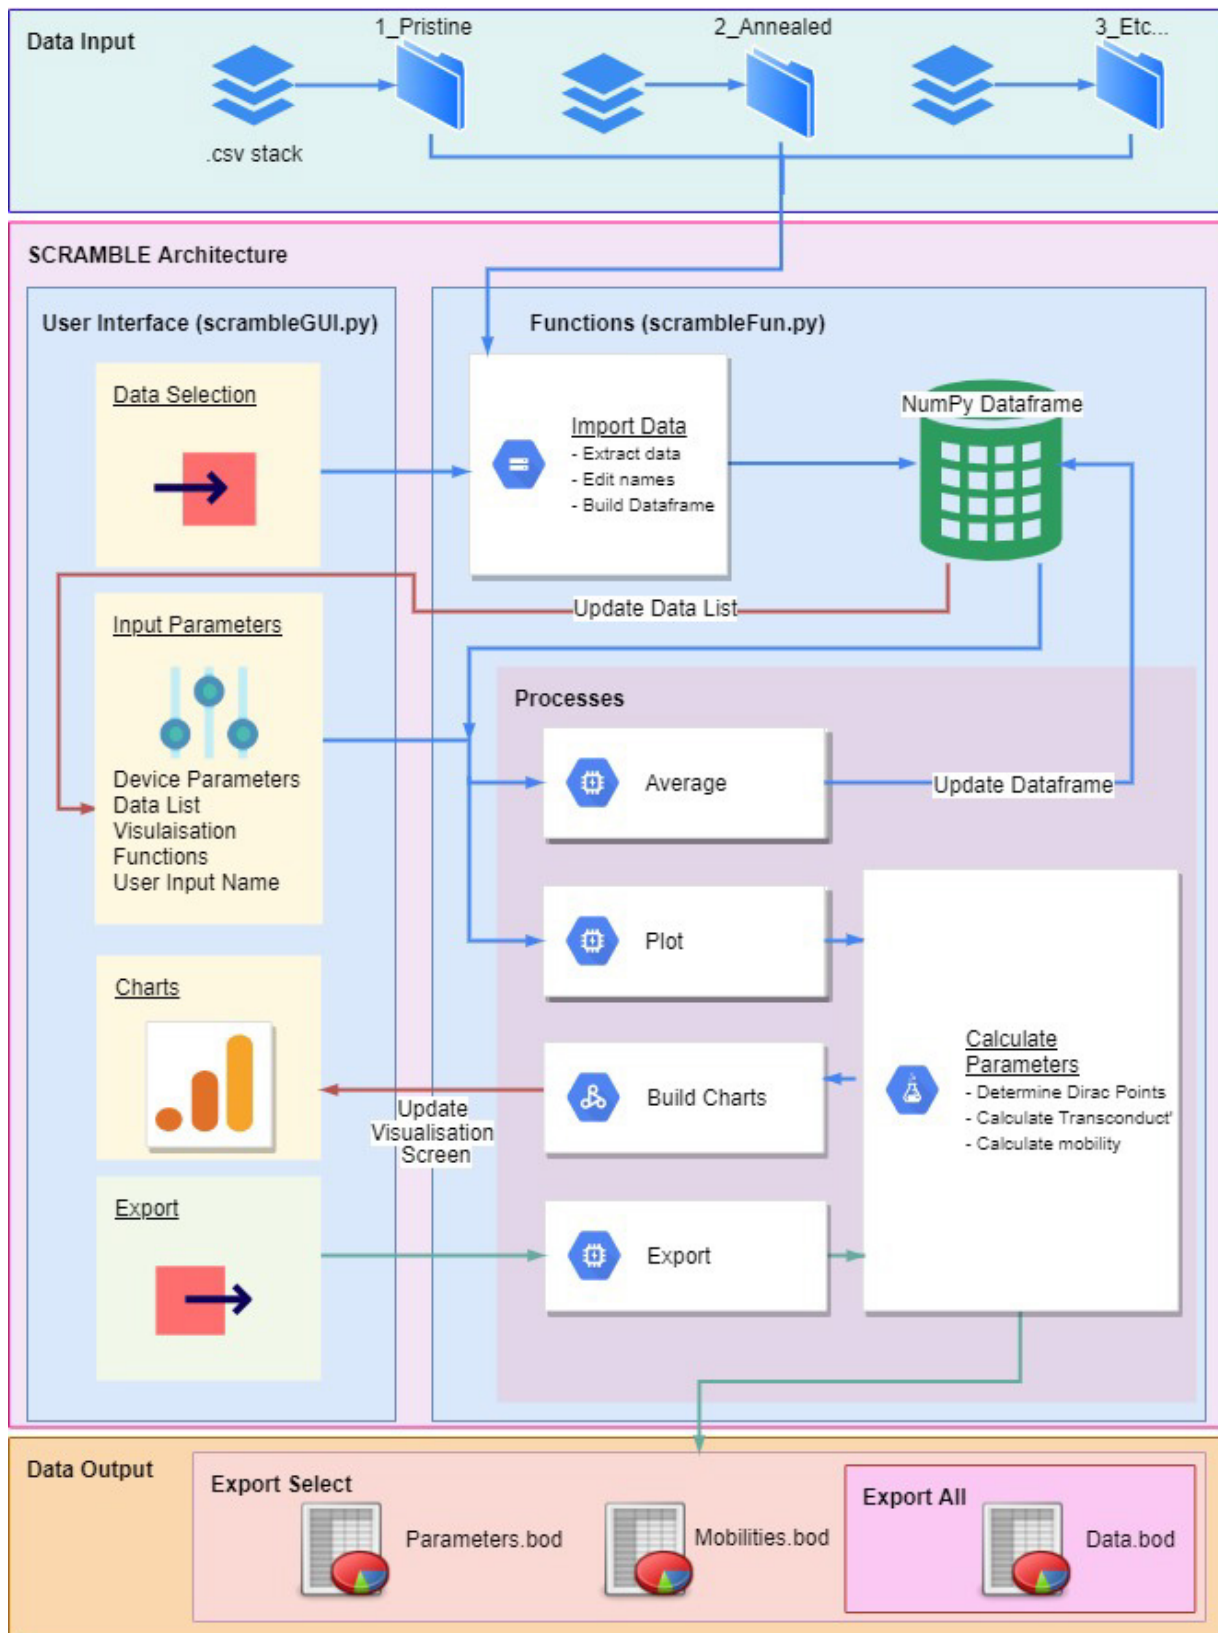 Data Input
1_Pristine
2_Annealed
3_Etc...
.csv stack
SCRAMBLE Architecture
User Interface (scrambleGUI.py)
Functions (scrambleFun.py)
Data Selection
Import Data
- Extract data
- Edit names
- Build Dataframe
NumPy Dataframe
Update Data List
Input Parameters
Device Parameters
Data List
Visulaisation
Functions
User Input Name
Processes
Average
Update Dataframe
Plot
Charts
Build Charts
Update
Visualisation
Screen
Calculate
Parameters
- Determine Dirac Points
- Calculate Transconduct'
- Calculate mobility
Export
Export
Data Output
Export Select
Parameters.bod
Mobilities.bod
Export All
Data.bod